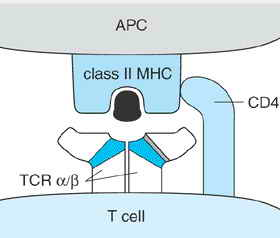 APC
class II MHC
CD4
TCR α/β
T cell